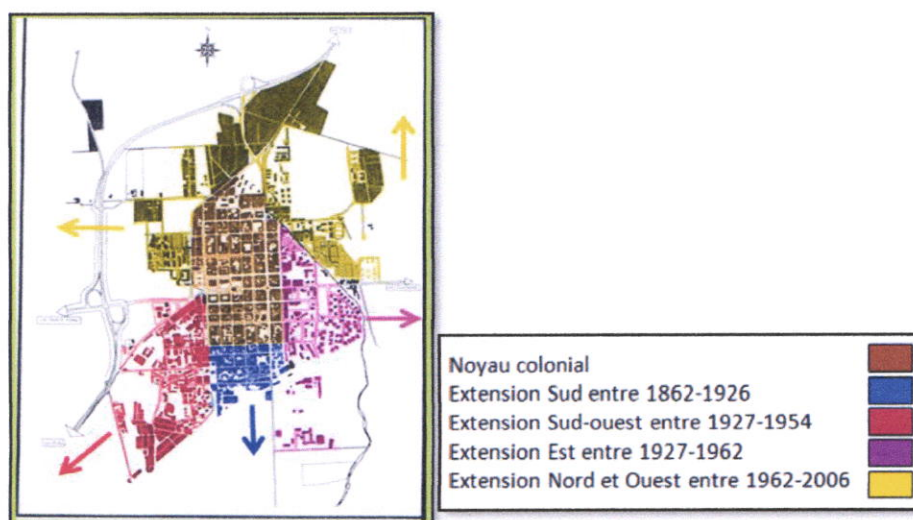 Noyau colonial
Extension Sud entre 1862-1926
Extension Sud-ouest entre 1927-1954
Extension Est entre 1927-1962
Extension Nord et Ouest entre 1962-2006